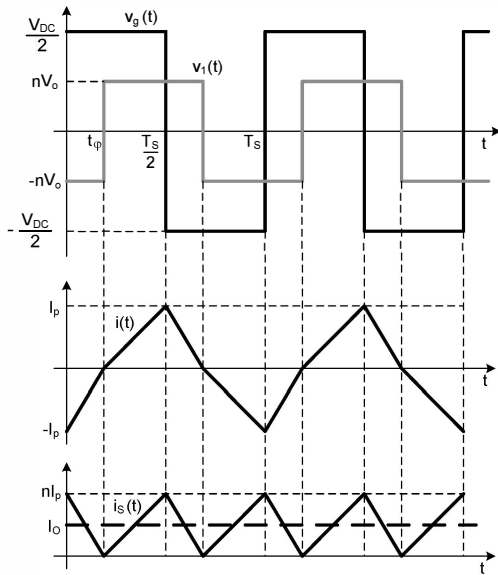 V_DC/2
v_g(t)
nV_o
v_1(t)
t_φ
T_S/2
T_S
t
-nV_o
-V_DC/2
I_p
i(t)
t
-I_p
nI_p
i_S(t)
I_O
t